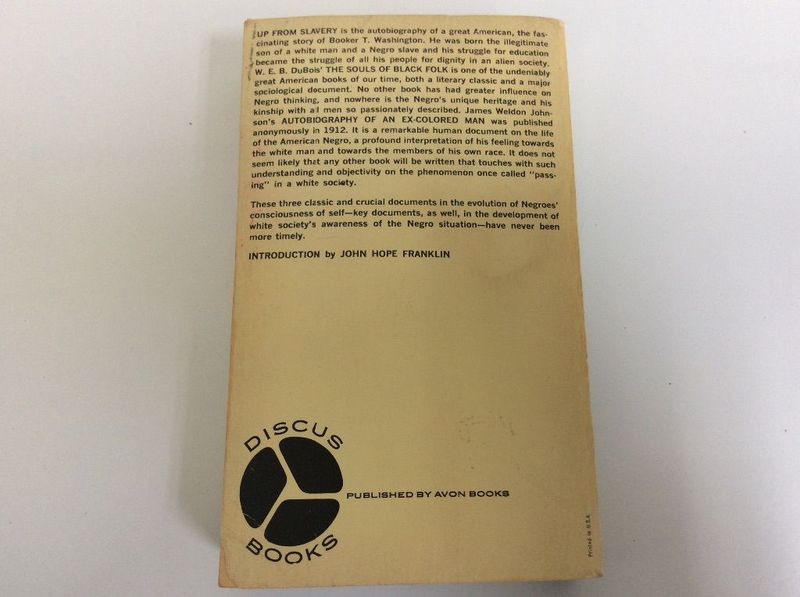 UP FROM SLAVERY is the autobiography of a great American, the fas-
cinating story of Booker T. Washington. He was born the illegitimate
son of a white man and a Negro slave and his struggle for education
became the struggle of all his people for dignity in an alien society.
W. E. B. DuBois' THE SOULS OF BLACK FOLK is one of the undeniably
great American books of our time, both a literary classic and a major
sociological document. No other book has had greater influence on
Negro thinking, and nowhere is the Negro's unique heritage and his
kinship with all men so passionately described. James Weldon John-
son's AUTOBIOGRAPHY OF AN EX-COLORED MAN was published
anonymously in 1912. It is a remarkable human document on the life
of the American Negro, a profound interpretation of his feeling towards
the white man and towards the members of his own race. It does not
seem likely that any other book will be written that touches with such
understanding and objectivity on the phenomenon once called "pass-
ing" in a white society.
These three classic and crucial documents in the evolution of Negroes'
consciousness of self—key documents, as well, in the development of
white society's awareness of the Negro situation—have never been
more timely.
INTRODUCTION by JOHN HOPE FRANKLIN
DISCUS
BOOKS
PUBLISHED BY AVON BOOKS
Printed in U.S.A.